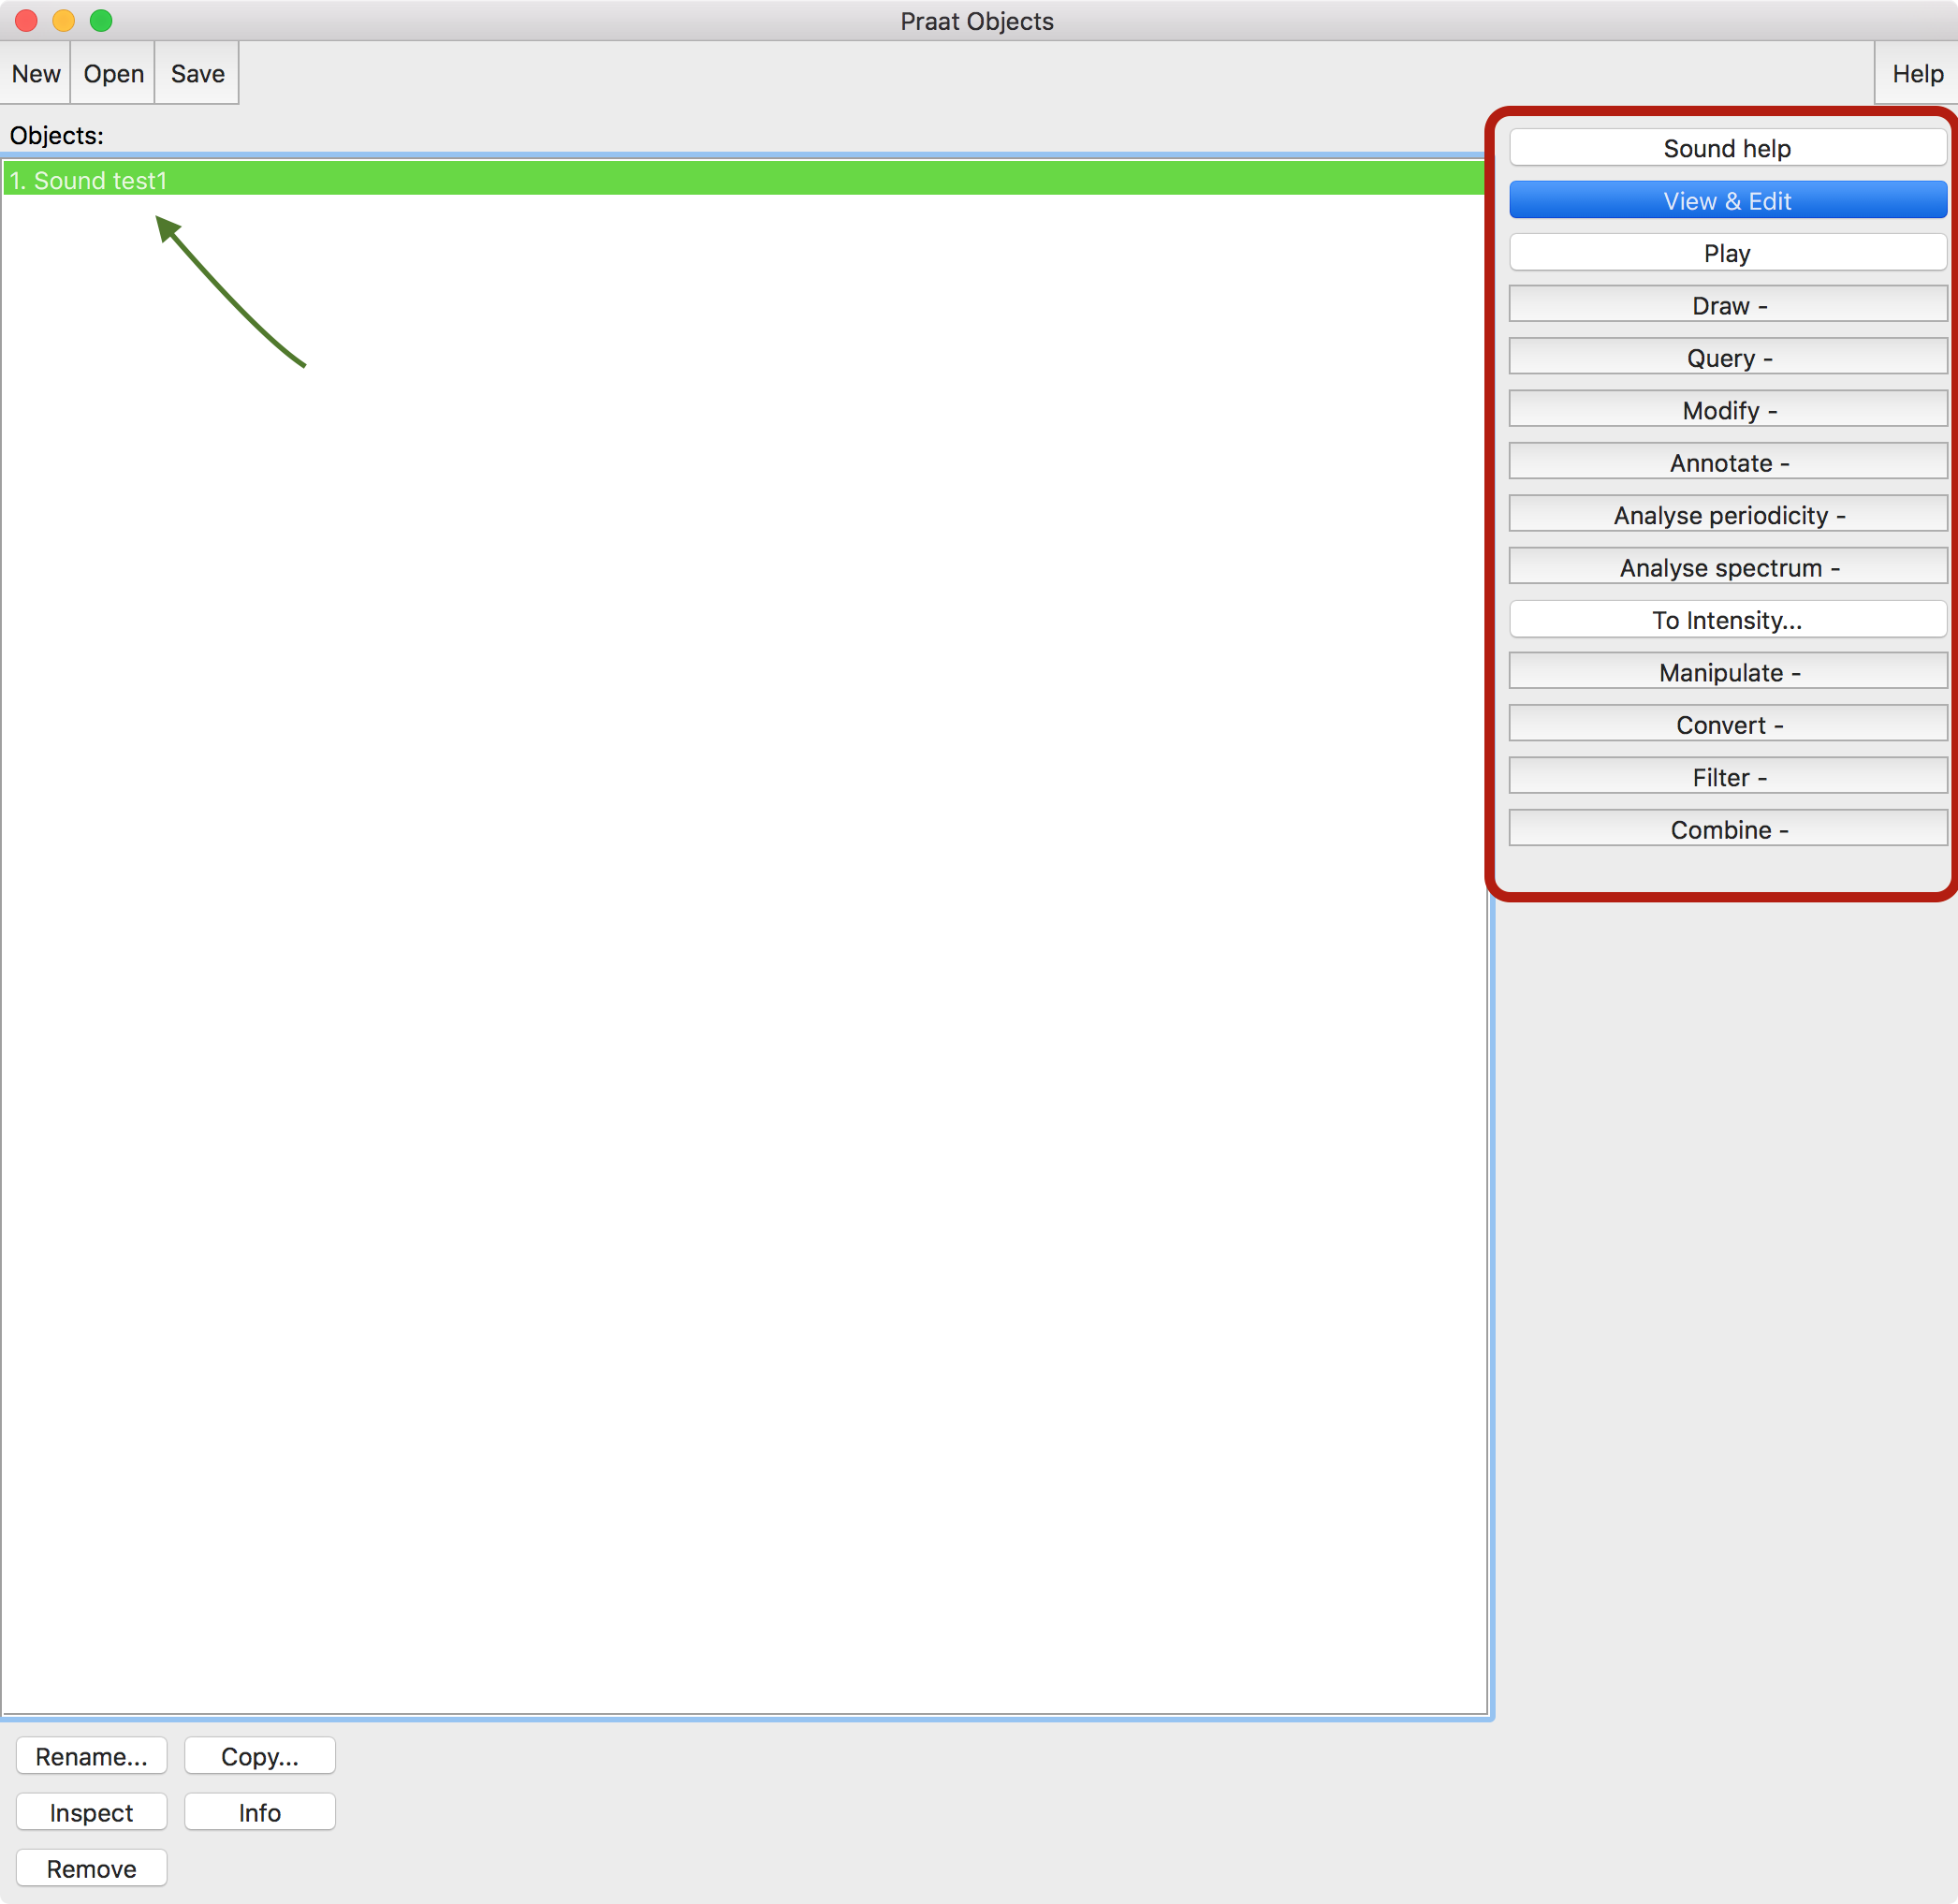 Praat Objects
New Open Save Help
Objects:
1. Sound test1
Sound help
View & Edit
Play
Draw -
Query -
Modify -
Annotate -
Analyse periodicity -
Analyse spectrum -
To Intensity...
Manipulate -
Convert -
Filter -
Combine -
Rename... Copy...
Inspect Info
Remove